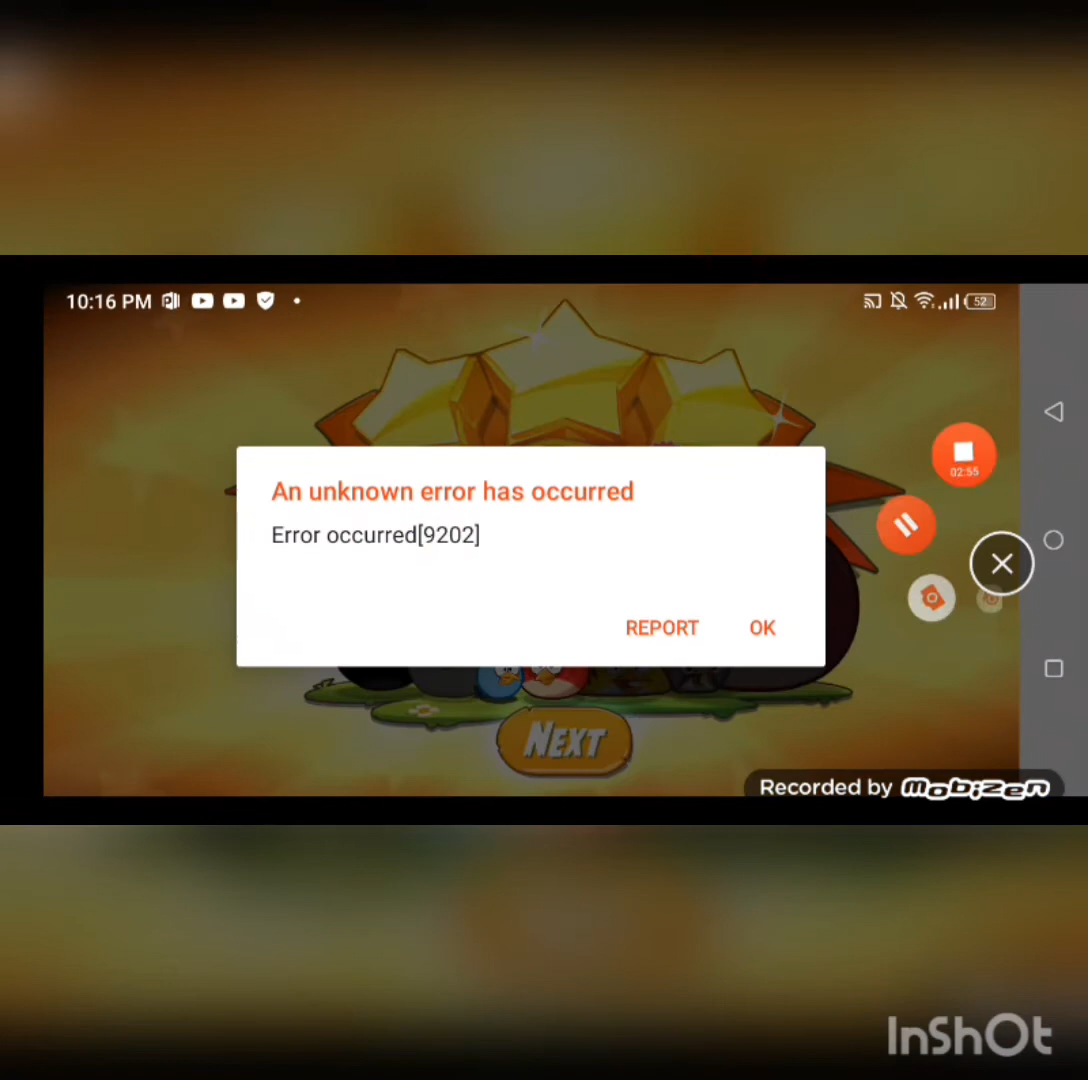 10:16 PM
52
02:55
An unknown error has occurred
Error occurred[9202]
REPORT OK
NEXT
Recorded by mobizen
InShOt